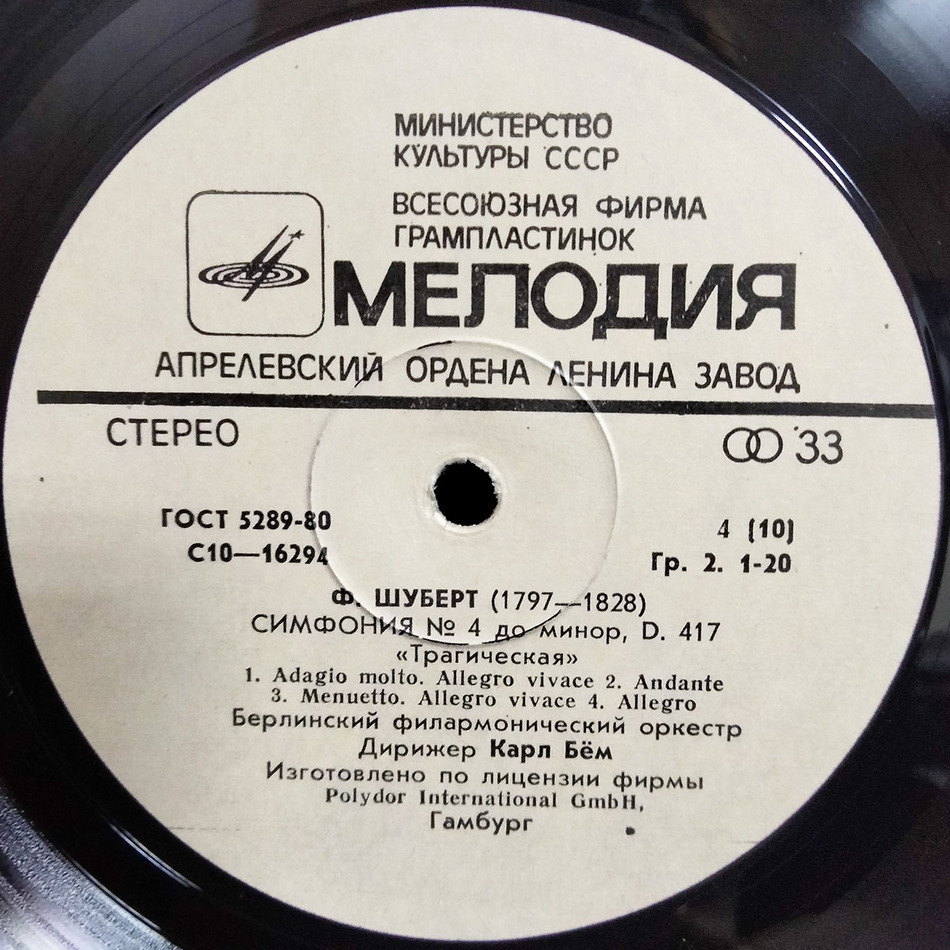 МИНИСТЕРСТВО
КУЛЬТУРЫ СССР
ВСЕСОЮЗНАЯ ФИРМА
ГРАМПЛАСТИНОК
МЕЛОДИЯ
АПРЕЛЕВСКИЙ ОРДЕНА ЛЕНИНА ЗАВОД
СТЕРЕО 33
ГОСТ 5289-80 4 (10)
С10—16294 Гр. 2. 1-20
Ф. ШУБЕРТ (1797—1828)
СИМФОНИЯ № 4 до минор, D. 417
«Трагическая»
1. Adagio molto. Allegro vivace 2. Andante
3. Menuetto. Allegro vivace 4. Allegro
Берлинский филармонический оркестр
Дирижер Карл Бём
Изготовлено по лицензии фирмы
Polydor International GmbH,
Гамбург